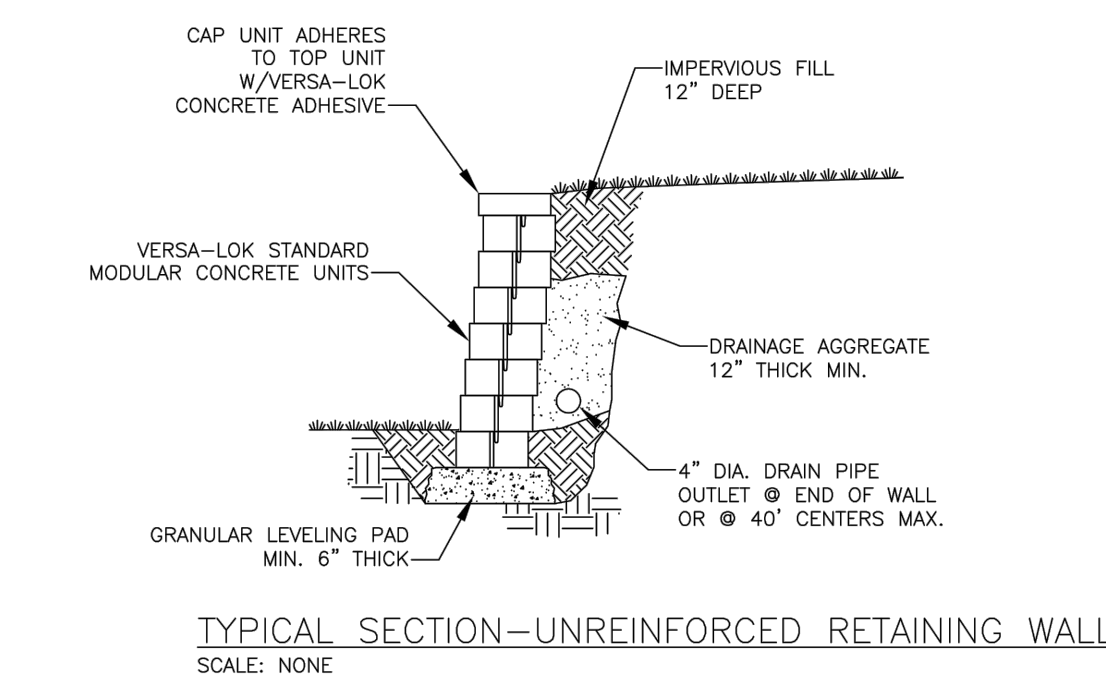 CAP UNIT ADHERES
TO TOP UNIT
W/VERSA-LOK
CONCRETE ADHESIVE
IMPERVIOUS FILL
12" DEEP
VERSA-LOK STANDARD
MODULAR CONCRETE UNITS
DRAINAGE AGGREGATE
12" THICK MIN.
4" DIA. DRAIN PIPE
OUTLET @ END OF WALL
OR @ 40' CENTERS MAX.
GRANULAR LEVELING PAD
MIN. 6" THICK
TYPICAL SECTION-UNREINFORCED RETAINING WALL
SCALE: NONE